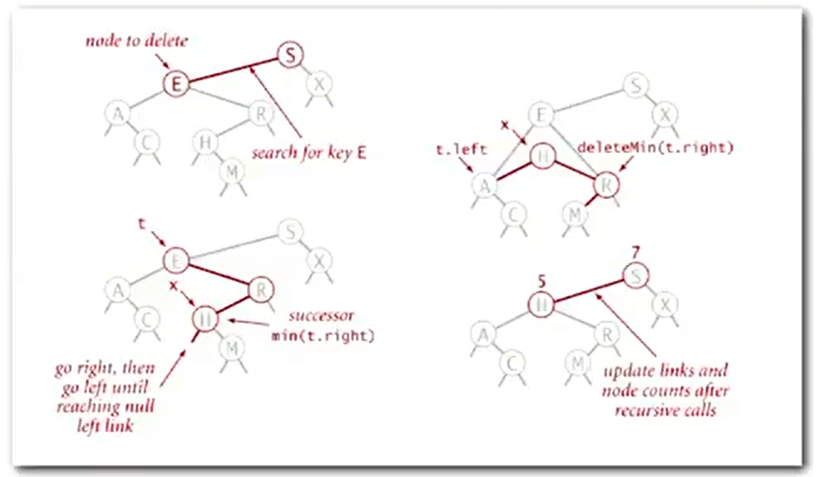 node to delete
E
S
A
R
X
C
H
M
search for key E
t
E
S
A
x
R
X
C
H
M
successor
min(t.right)
go right, then
go left until
reaching null
left link
x
E
S
t.left
H
deleteMin(t.right)
X
A
R
C
M
5
7
H
S
A
R
X
C
M
update links and
node counts after
recursive calls